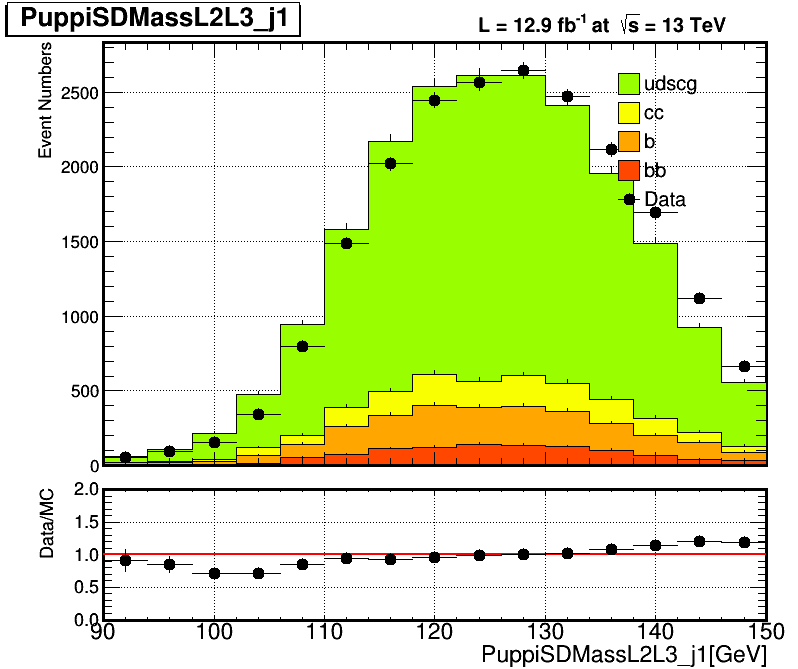 PuppiSDMassL2L3_j1
L = 12.9 fb⁻¹ at √s = 13 TeV
Event Numbers
2500
2000
1500
1000
500
0
udscg
cc
b
bb
Data
Data/MC
2.0
1.5
1.0
0.5
0.0
90 100 110 120 130 140 150
PuppiSDMassL2L3_j1[GeV]